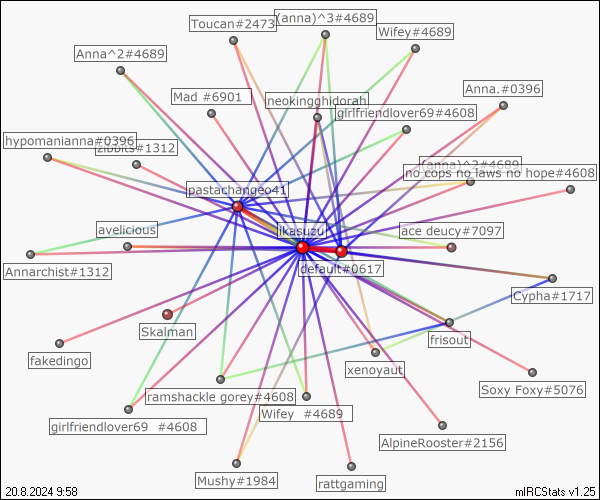 (anna)^3#4689
Toucan#2473
Wifey#4689
Anna^2#4689
Anna.#0396
Mad #6901
neokingghidorah
girlfriendlover69#4608
hypomanianna#0396
zibbits#1312
(anna)^2#4689
no cops no laws no hope#4608
pastachangeo41
avelicious
ikasuzu
ace deucy#7097
default#0617
Annarchist#1312
Cypha#1717
Skalman
frisout
fakedingo
xenoyaut
Soxy Foxy#5076
ramshackle gorey#4608
Wifey #4689
girlfriendlover69 #4608
AlpineRooster#2156
Mushy#1984
rattgaming
20.8.2024 9:58
mIRCStats v1.25